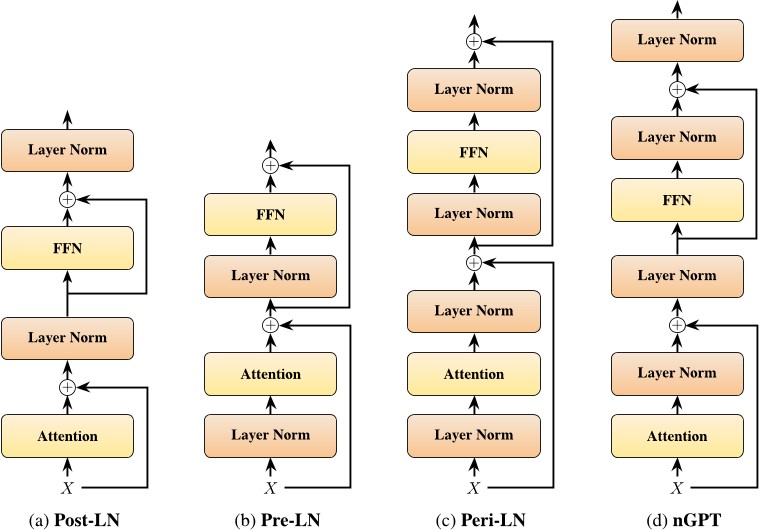 Layer Norm
+
FFN
Layer Norm
+
Attention
X
(a) Post-LN
+
FFN
Layer Norm
+
Attention
Layer Norm
X
(b) Pre-LN
+
Layer Norm
FFN
Layer Norm
+
Layer Norm
Attention
Layer Norm
X
(c) Peri-LN
Layer Norm
+
Layer Norm
FFN
Layer Norm
+
Layer Norm
Attention
X
(d) nGPT